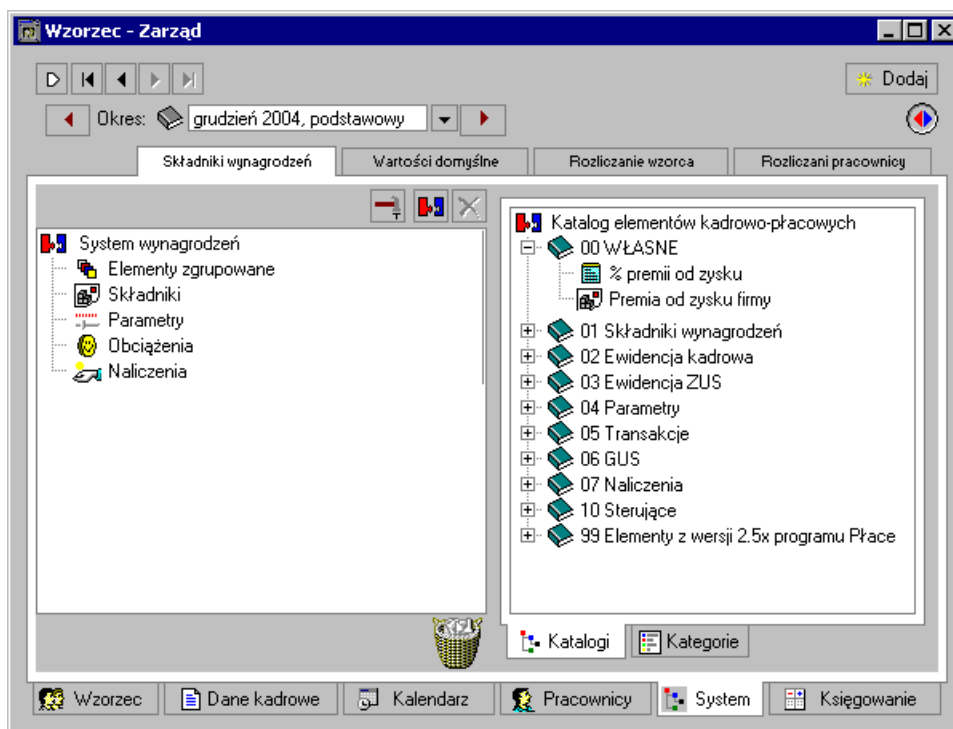 Wzorzec - Zarząd
Dodaj
Okres: grudzień 2004, podstawowy
Składniki wynagrodzeń Wartości domyślne Rozliczanie wzorca Rozliczani pracownicy
System wynagrodzeń
Elementy zgrupowane
Składniki
Parametry
Obciążenia
Naliczenia
Katalog elementów kadrowo-płacowych
00 WŁASNE
% premii od zysku
Premia od zysku firmy
01 Składniki wynagrodzeń
02 Ewidencja kadrowa
03 Ewidencja ZUS
04 Parametry
05 Transakcje
06 GUS
07 Naliczenia
10 Sterujące
99 Elementy z wersji 2.5x programu Płace
Katalogi Kategorie
Wzorzec Dane kadrowe Kalendarz Pracownicy System Księgowanie